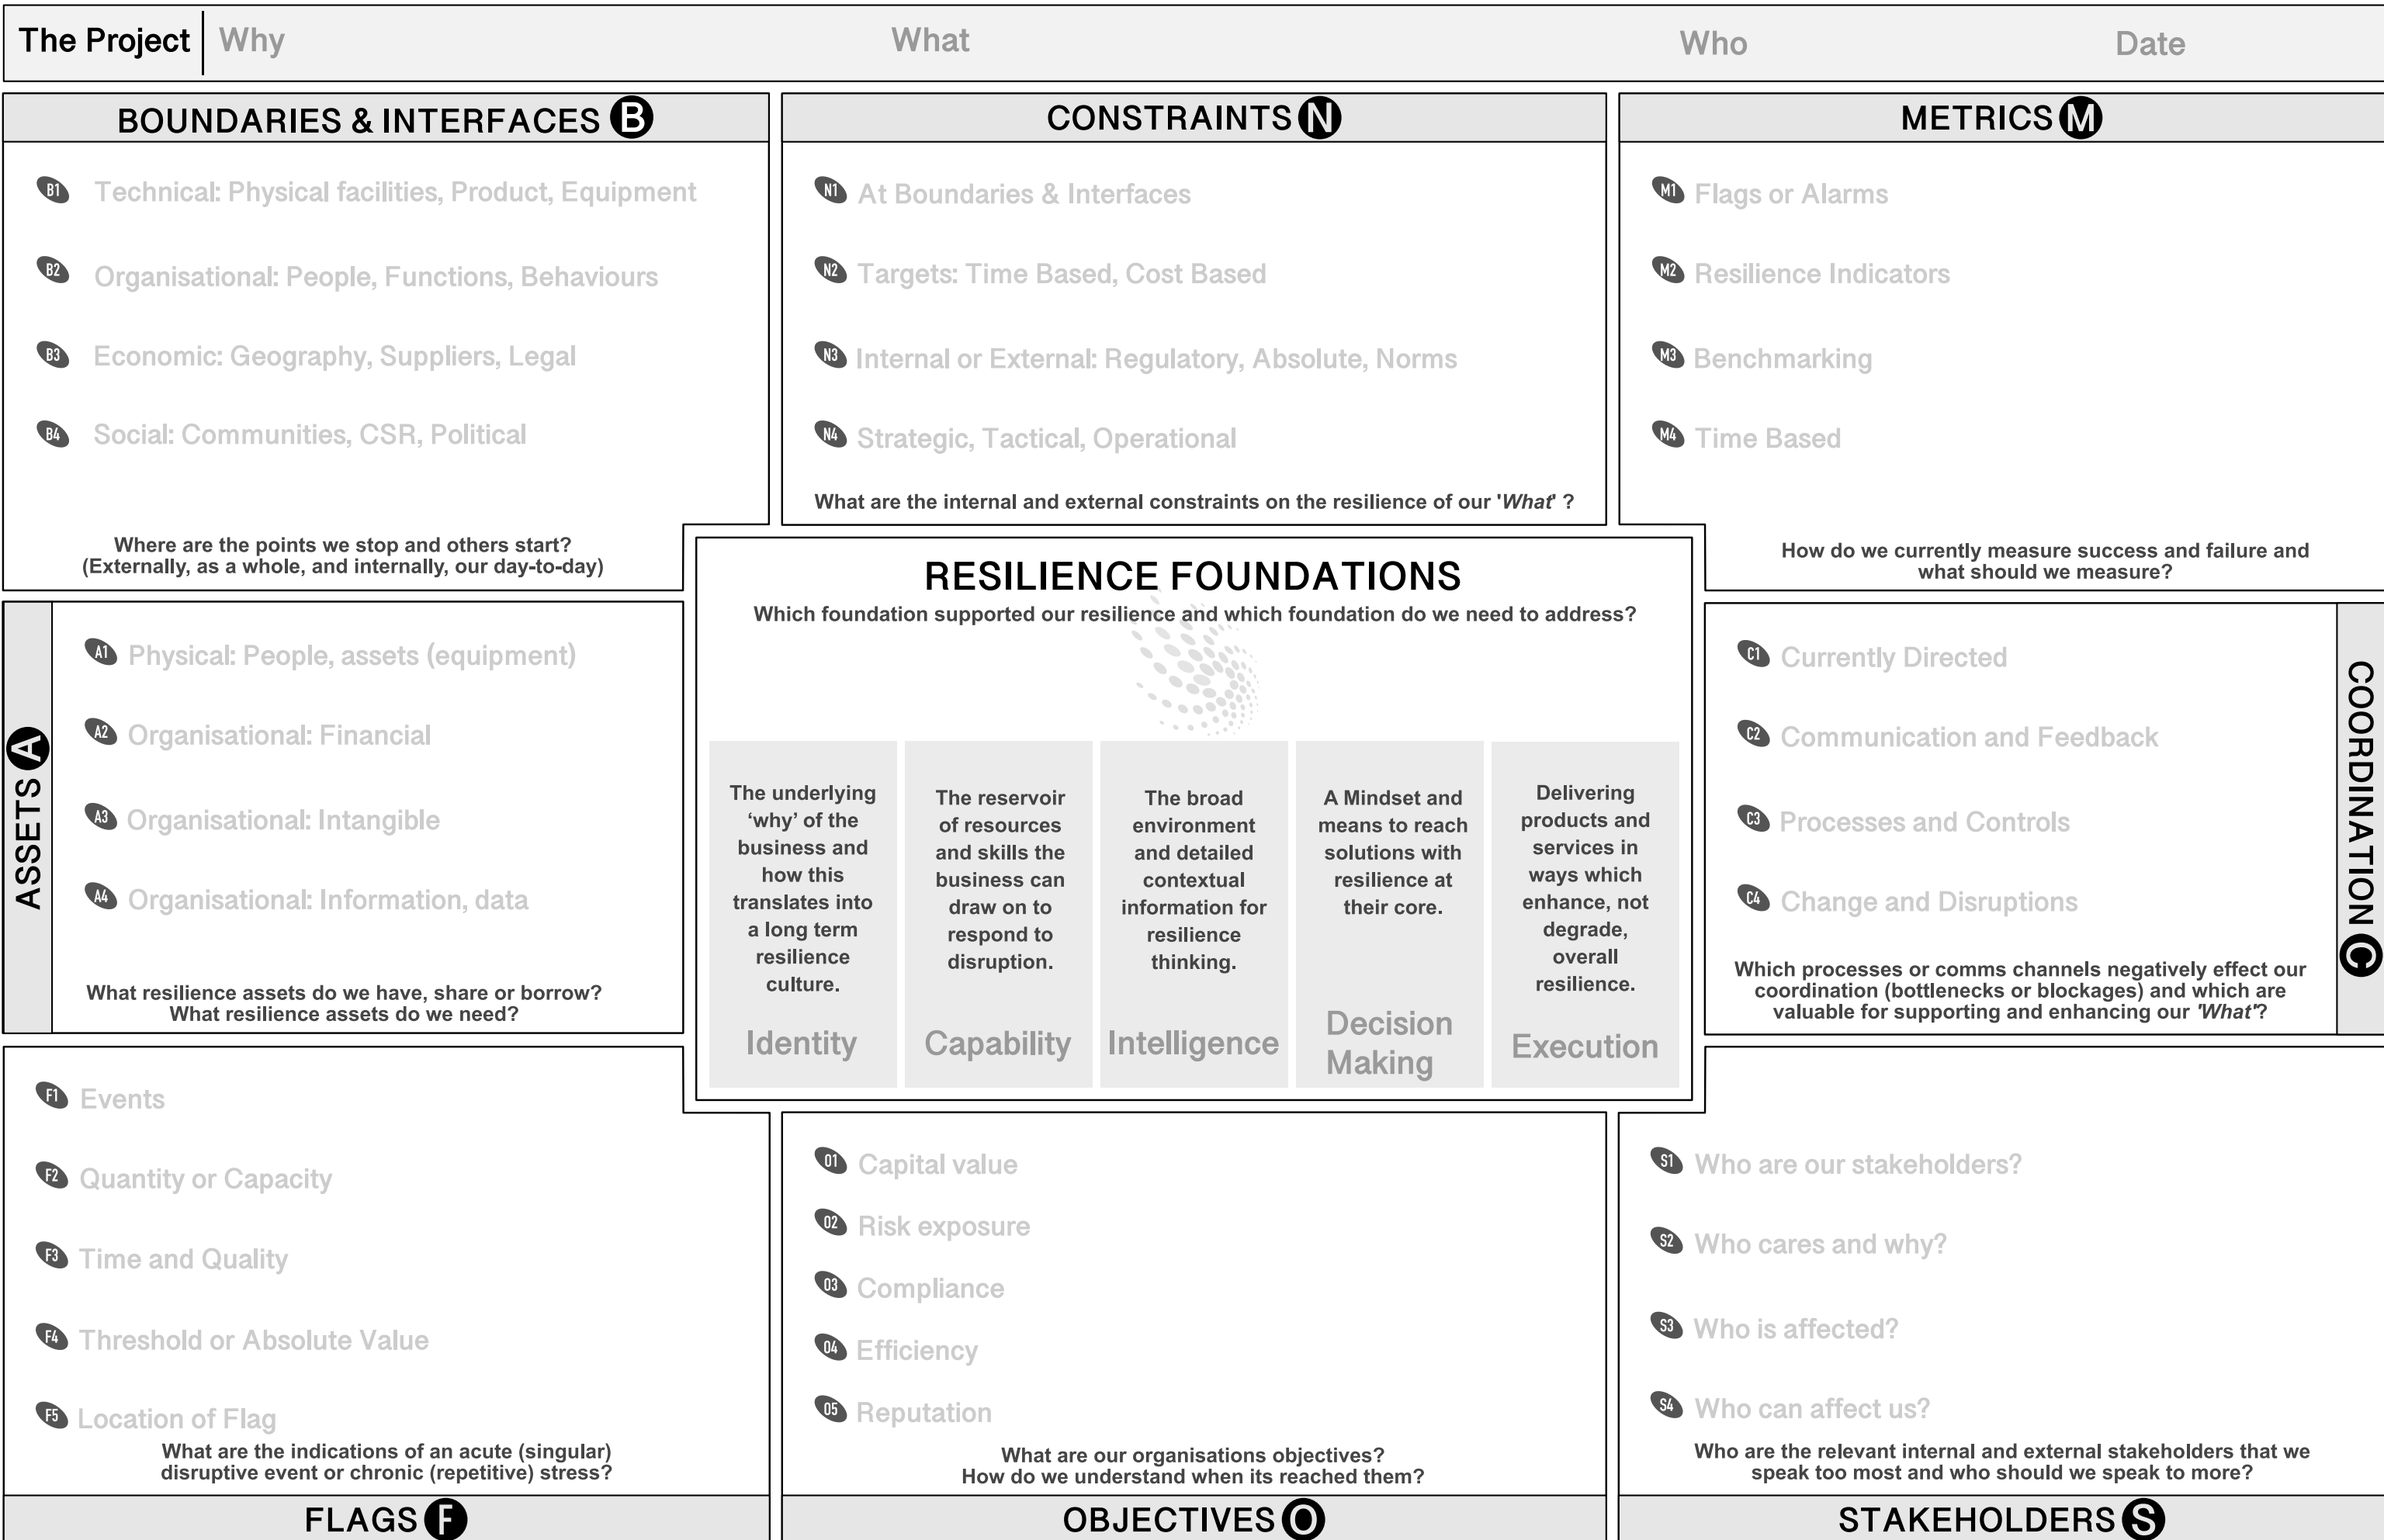 The Project
Why
What
Who
Date
BOUNDARIES & INTERFACES B
B1 Technical: Physical facilities, Product, Equipment
B2 Organisational: People, Functions, Behaviours
B3 Economic: Geography, Suppliers, Legal
B4 Social: Communities, CSR, Political
Where are the points we stop and others start?
(Externally, as a whole, and internally, our day-to-day)
CONSTRAINTS N
N1 At Boundaries & Interfaces
N2 Targets: Time Based, Cost Based
N3 Internal or External: Regulatory, Absolute, Norms
N4 Strategic, Tactical, Operational
What are the internal and external constraints on the resilience of our 'What' ?
METRICS M
M1 Flags or Alarms
M2 Resilience Indicators
M3 Benchmarking
M4 Time Based
How do we currently measure success and failure and
what should we measure?
ASSETS A
A1 Physical: People, assets (equipment)
A2 Organisational: Financial
A3 Organisational: Intangible
A4 Organisational: Information, data
What resilience assets do we have, share or borrow?
What resilience assets do we need?
RESILIENCE FOUNDATIONS
Which foundation supported our resilience and which foundation do we need to address?
The underlying
‘why’ of the
business and
how this
translates into
a long term
resilience
culture.
Identity
The reservoir
of resources
and skills the
business can
draw on to
respond to
disruption.
Capability
The broad
environment
and detailed
contextual
information for
resilience
thinking.
Intelligence
A Mindset and
means to reach
solutions with
resilience at
their core.
Decision
Making
Delivering
products and
services in
ways which
enhance, not
degrade,
overall
resilience.
Execution
COORDINATION C
C1 Currently Directed
C2 Communication and Feedback
C3 Processes and Controls
C4 Change and Disruptions
Which processes or comms channels negatively effect our
coordination (bottlenecks or blockages) and which are
valuable for supporting and enhancing our 'What'?
F1 Events
F2 Quantity or Capacity
F3 Time and Quality
F4 Threshold or Absolute Value
F5 Location of Flag
What are the indications of an acute (singular)
disruptive event or chronic (repetitive) stress?
FLAGS F
O1 Capital value
O2 Risk exposure
O3 Compliance
O4 Efficiency
O5 Reputation
What are our organisations objectives?
How do we understand when its reached them?
OBJECTIVES O
S1 Who are our stakeholders?
S2 Who cares and why?
S3 Who is affected?
S4 Who can affect us?
Who are the relevant internal and external stakeholders that we
speak too most and who should we speak to more?
STAKEHOLDERS S